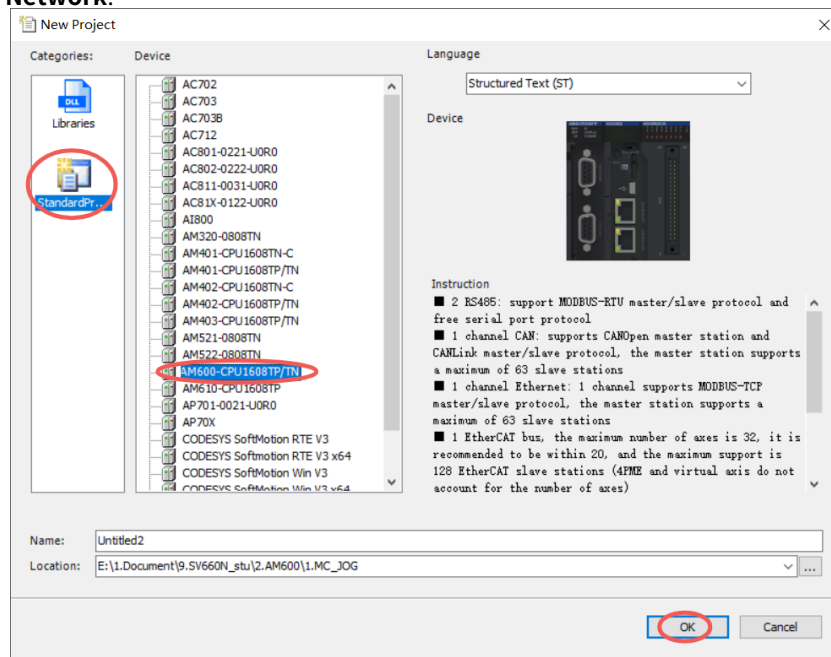 Network.
New Project
Categories:
Device
Language
DLL
Libraries
StandardPr...
AC702
AC703
AC703B
AC712
AC801-0221-U0R0
AC802-0222-U0R0
AC811-0031-U0R0
AC81X-0122-U0R0
AI800
AM320-0808TN
AM401-CPU1608TN-C
AM401-CPU1608TP/TN
AM402-CPU1608TN-C
AM402-CPU1608TP/TN
AM403-CPU1608TP/TN
AM521-0808TN
AM522-0808TN
AM600-CPU1608TP/TN
AM610-CPU1608TP
AP701-0021-U0R0
AP70X
CODESYS SoftMotion RTE V3
CODESYS Softmotion RTE V3 x64
CODESYS SoftMotion Win V3
CODESYS SoftMotion Win V3 x64
Structured Text (ST)
Device
Instruction
■ 2 RS485: support MODBUS-RTU master/slave protocol and
free serial port protocol
■ 1 channel CAN: supports CANOpen master station and
CANLink master/slave protocol, the master station supports
a maximum of 63 slave stations
■ 1 channel Ethernet: 1 channel supports MODBUS-TCP
master/slave protocol, the master station supports a
maximum of 63 slave stations
■ 1 EtherCAT bus, the maximum number of axes is 32, it is
recommended to be within 20, and the maximum support is
128 EtherCAT slave stations (4PME and virtual axis do not
account for the number of axes)
Name:
Untitled2
Location:
E:\1.Document\9.SV660N_stu\2.AM600\1.MC_JOG
...
OK
Cancel